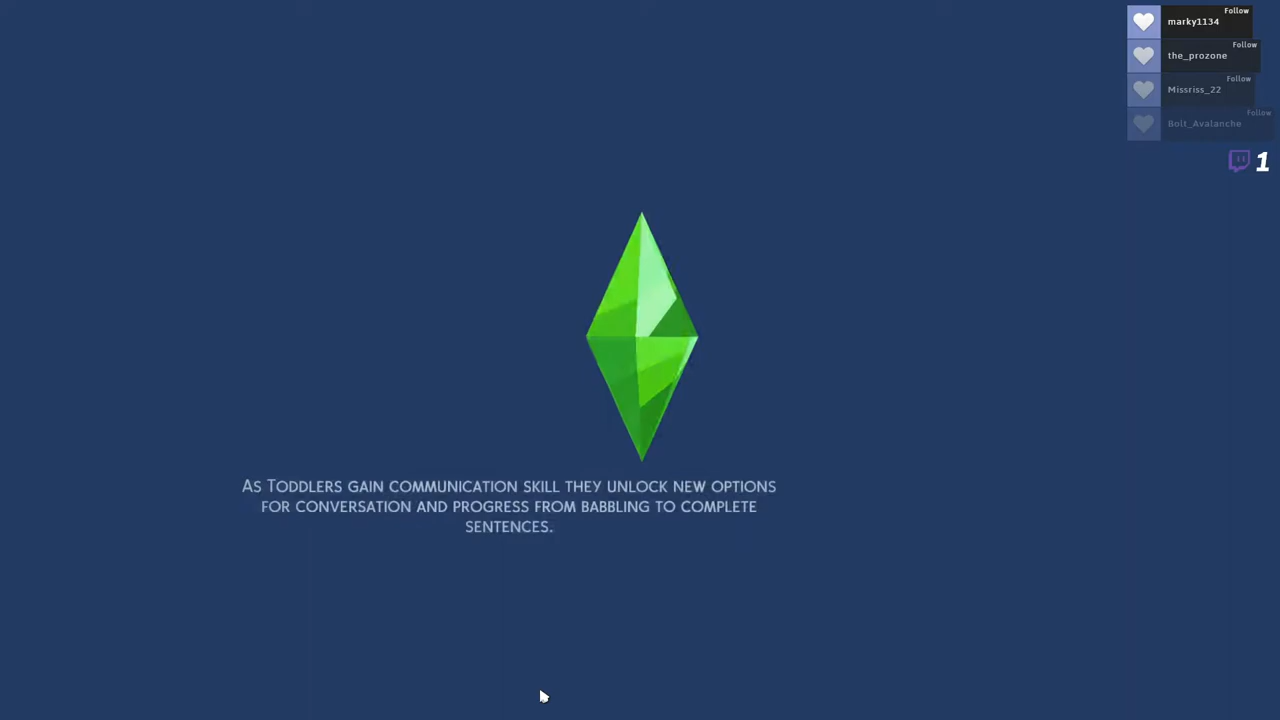 Follow
marky1134
Follow
the_prozone
Follow
Missriss_22
Follow
Bolt_Avalanche
1
AS TODDLERS GAIN COMMUNICATION SKILL THEY UNLOCK NEW OPTIONS
FOR CONVERSATION AND PROGRESS FROM BABBLING TO COMPLETE
SENTENCES.